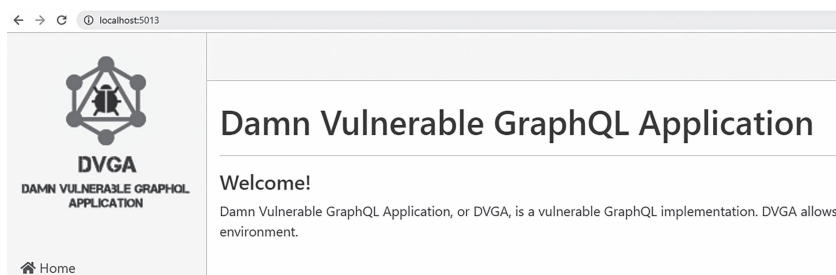 localhost:5013
DVGA
DAMN VULNERABLE GRAPHQL
APPLICATION
Home
Damn Vulnerable GraphQL Application
Welcome!
Damn Vulnerable GraphQL Application, or DVGA, is a vulnerable GraphQL implementation. DVGA allows
environment.